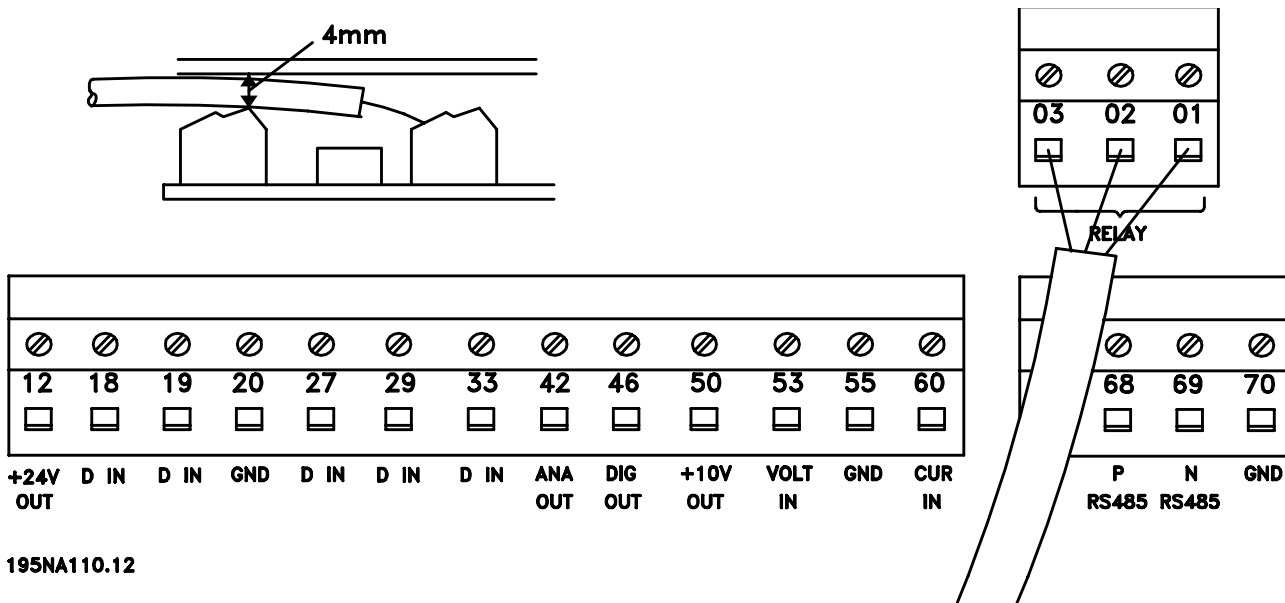 4mm
03 02 01
RELAY
12 18 19 20 27 29 33 42 46 50 53 55 60
68 69 70
+24V D IN D IN GND D IN D IN D IN ANA DIG +10V VOLT GND CUR
OUT OUT OUT OUT IN IN
P N GND
RS485 RS485
195NA110.12